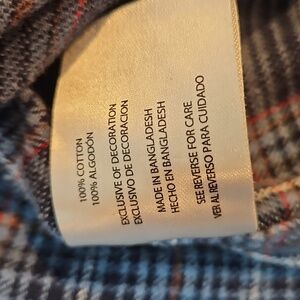 100% COTTON
100% ALGODÓN
EXCLUSIVE OF DECORATION
EXCLUSIVO DE DECORACION
MADE IN BANGLADESH
HECHO EN BANGLADESH
SEE REVERSE FOR CARE
VER AL REVERSO PARA CUIDADO